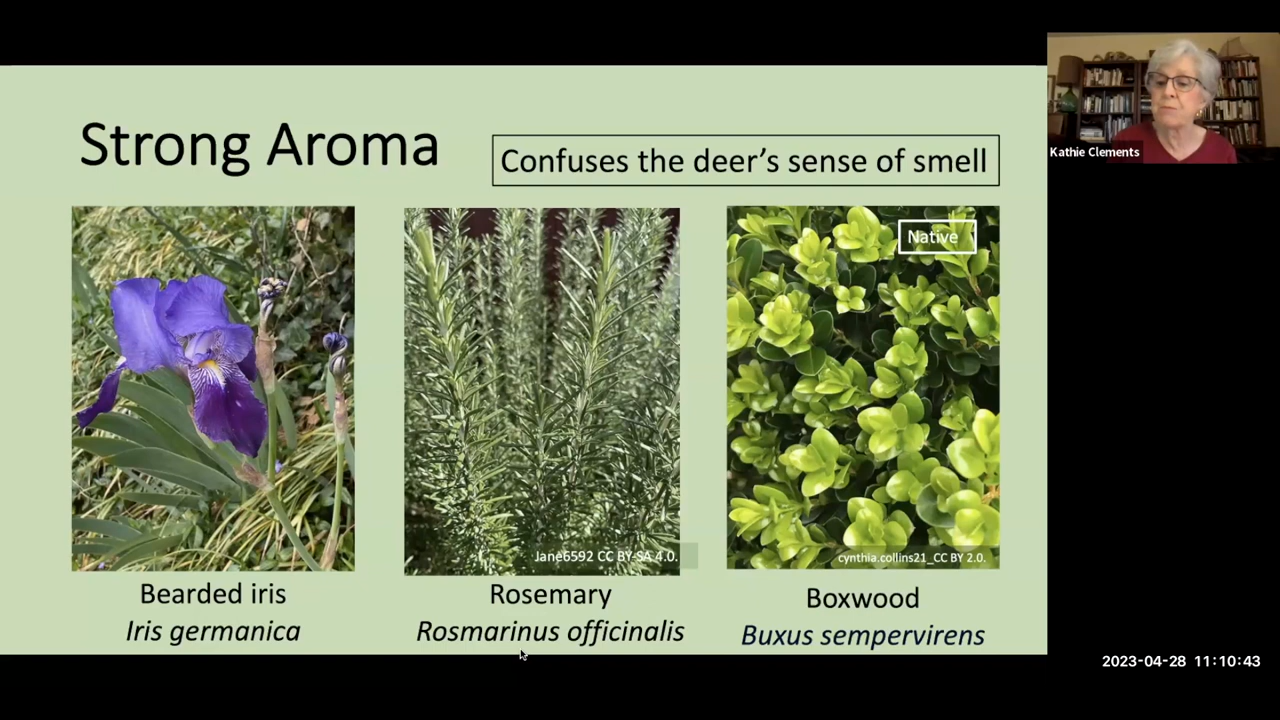 Strong Aroma
Confuses the deer’s sense of smell
Kathie Clements
Native
Jane6592 CC BY-SA 4.0.
cynthia.collins21_CC BY 2.0.
Bearded iris
Iris germanica
Rosemary
Rosmarinus officinalis
Boxwood
Buxus sempervirens
2023-04-28 11:10:43